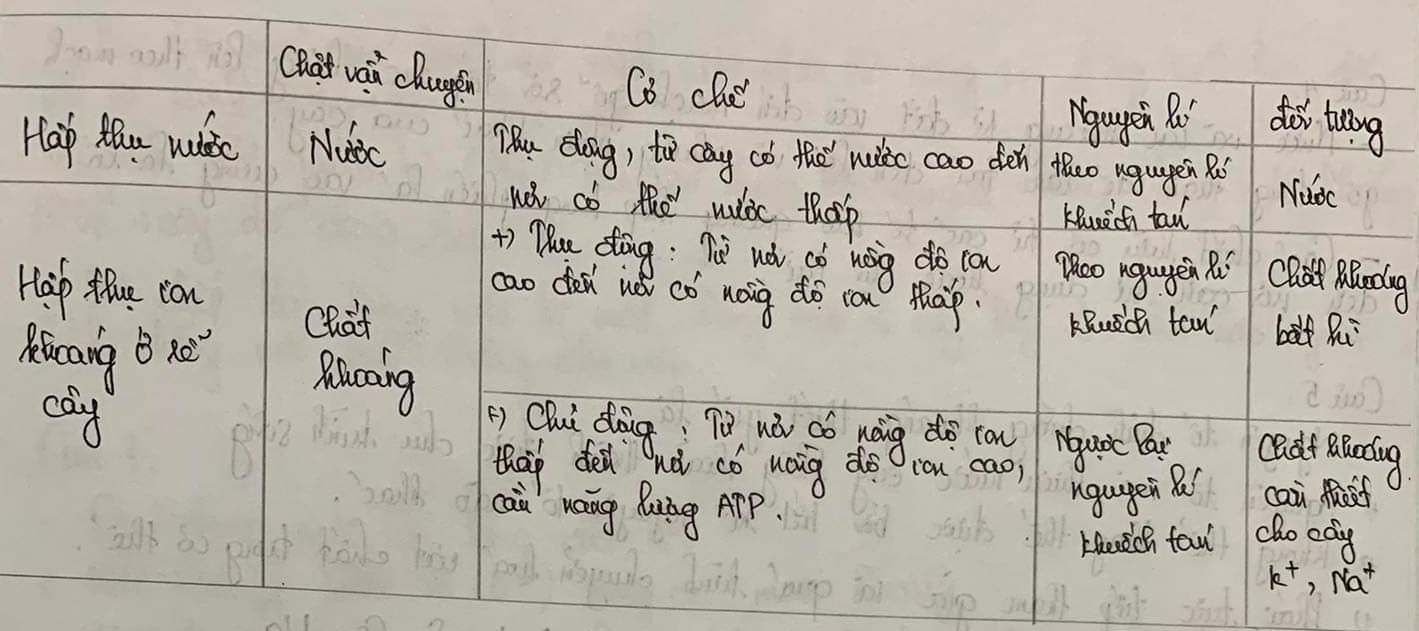 Chất vận chuyển
Cơ chế
Nguyên lí
đối tượng
Hấp thụ nước
Nước
Thụ động, từ cây có thế nước cao đến
nơi có thế nước thấp
theo nguyên lí
khuếch tán
Nước
Hấp thụ ion
khoáng ở rễ
cây
Chất
khoáng
+) Thụ động: Từ nơi có nồng độ ion
cao đến nơi có nồng độ ion thấp.
Theo nguyên lí
khuếch tán
Chất khoáng
bất kì
+) Chủ động: Từ nơi có nồng độ ion
thấp đến nơi có nồng độ ion cao,
cần năng lượng ATP.
Ngược lại
nguyên lí
khuếch tán
Chất khoáng
cần thiết
cho cây
K+, Na+